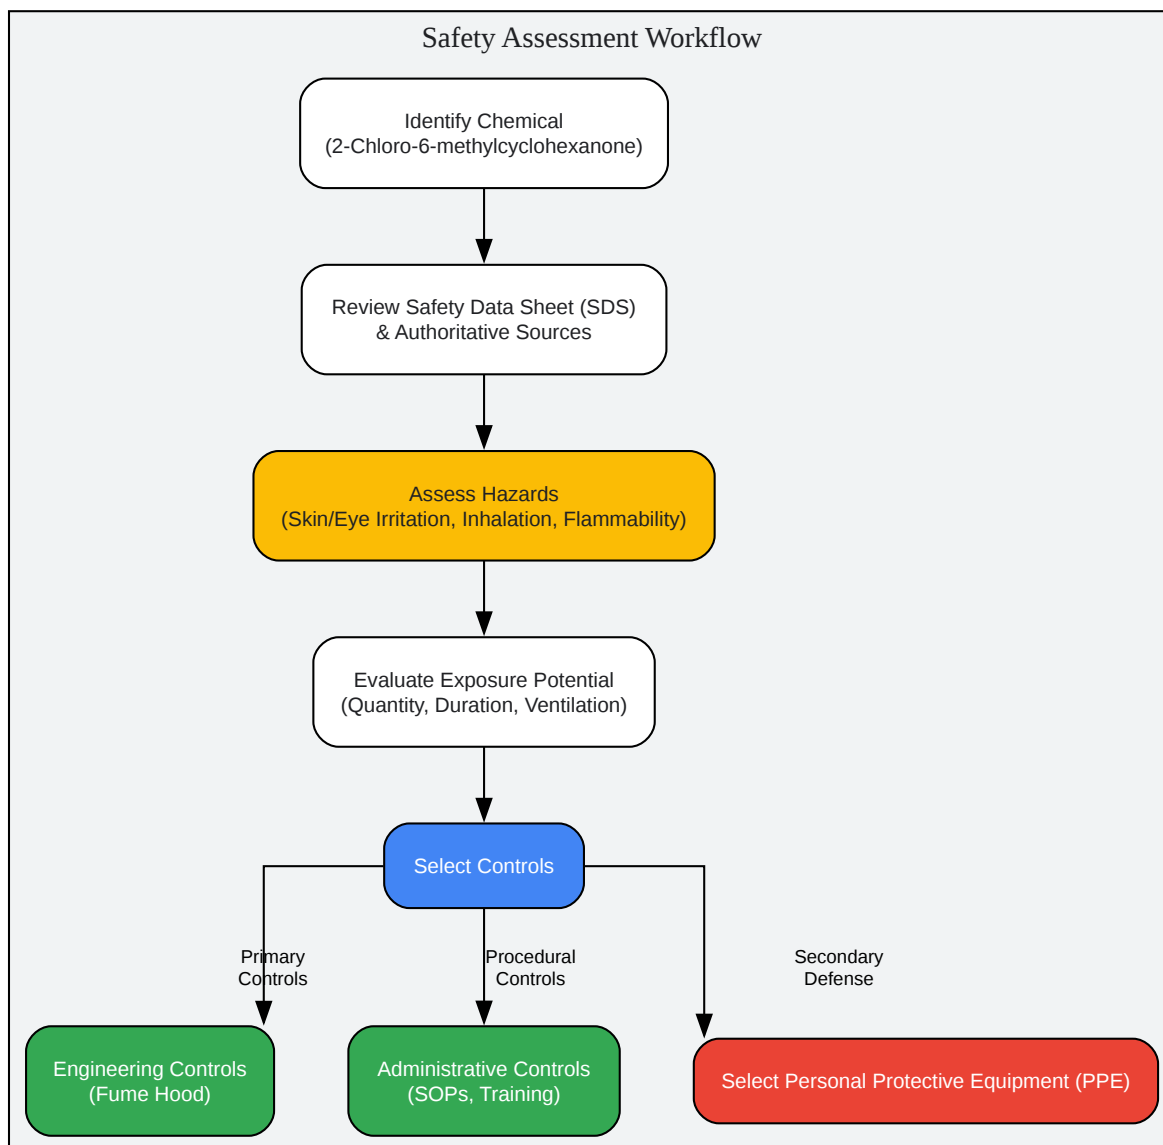 Safety Assessment Workflow
Identify Chemical
(2-Chloro-6-methylcyclohexanone)
Review Safety Data Sheet (SDS)
& Authoritative Sources
Assess Hazards
(Skin/Eye Irritation, Inhalation, Flammability)
Evaluate Exposure Potential
(Quantity, Duration, Ventilation)
Select Controls
Primary
Controls
Procedural
Controls
Secondary
Defense
Engineering Controls
(Fume Hood)
Administrative Controls
(SOPs, Training)
Select Personal Protective Equipment (PPE)